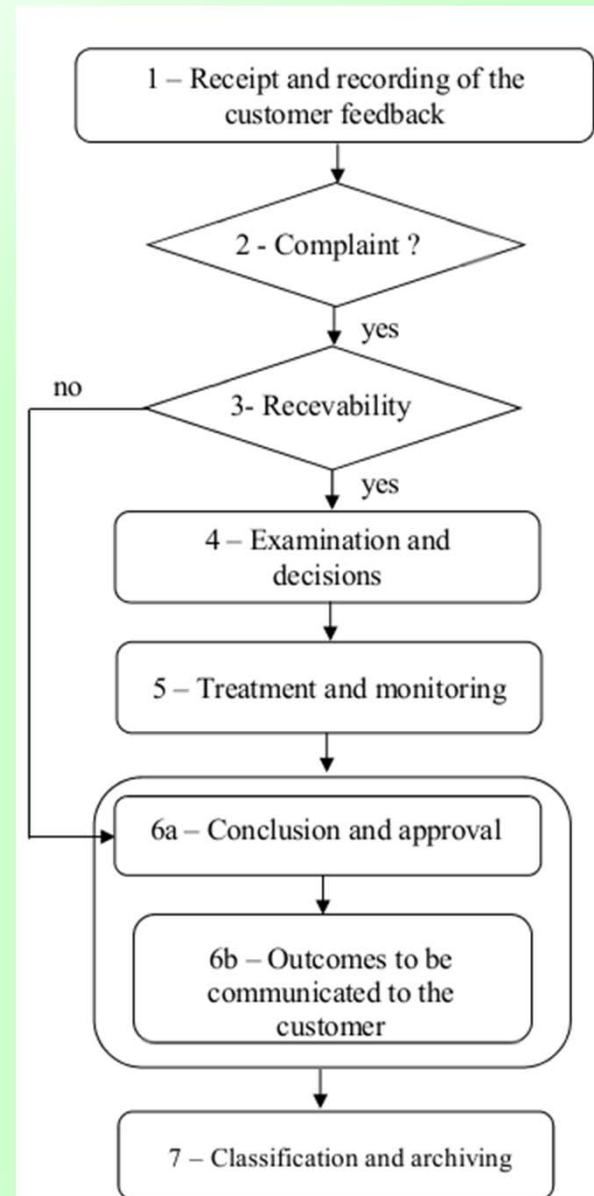 1 – Receipt and recording of the
customer feedback
2 - Complaint ?
yes
no
3- Recevability
yes
4 – Examination and
decisions
5 – Treatment and monitoring
6a – Conclusion and approval
6b – Outcomes to be
communicated to the
customer
7 – Classification and archiving